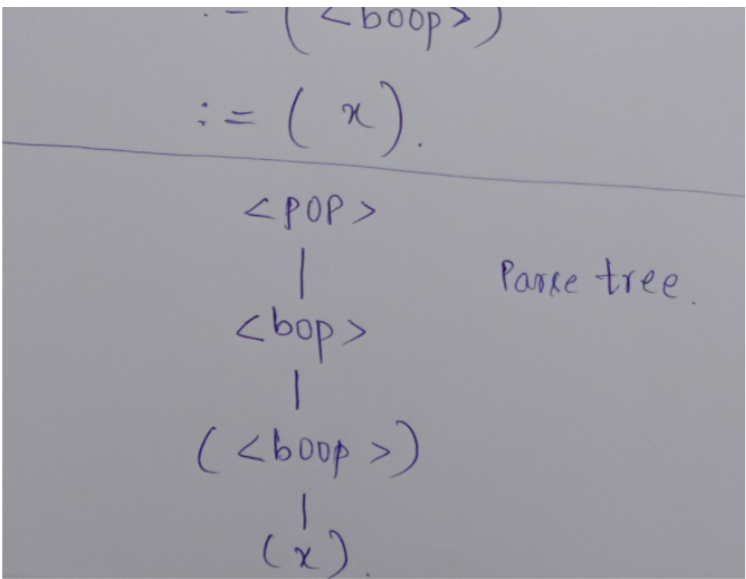 := ( <boop> )
:= ( x ).
<pop>
|
<bop>
|
( <boop> )
|
( x ).
Parse tree.